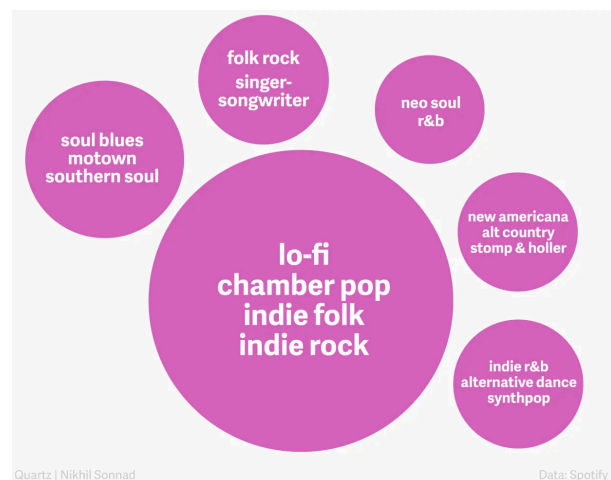 folk rock
singer-
songwriter
neo soul
r&b
soul blues
motown
southern soul
new americana
alt country
stomp & holler
lo-fi
chamber pop
indie folk
indie rock
indie r&b
alternative dance
synthpop
Quartz | Nikhil Sonnad
Data: Spotify